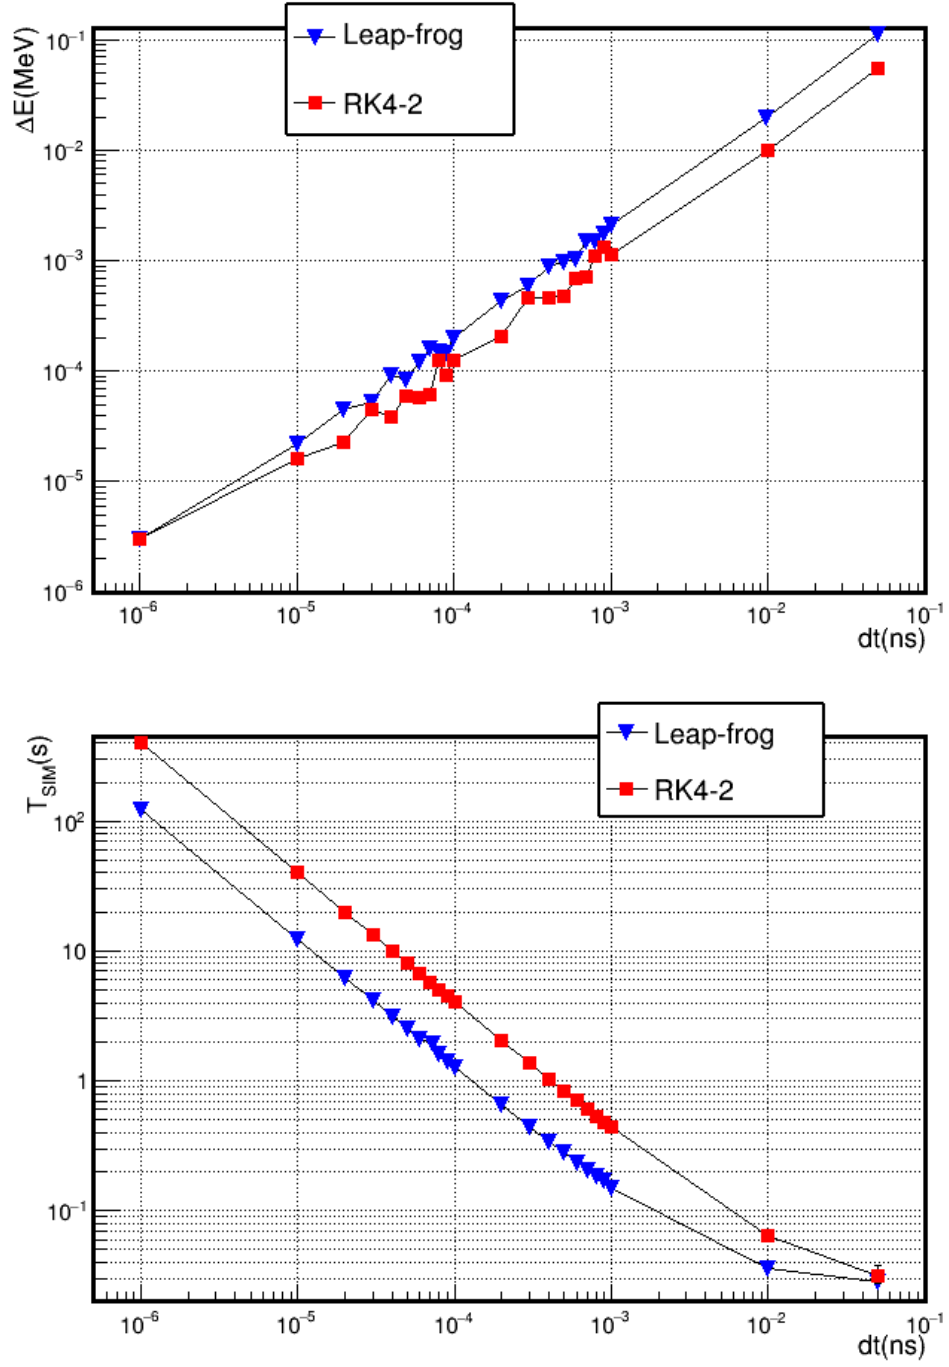 Leap-frog
RK4-2
ΔE(MeV)
10⁻¹
10⁻²
10⁻³
10⁻⁴
10⁻⁵
10⁻⁶
10⁻⁶ 10⁻⁵ 10⁻⁴ 10⁻³ 10⁻² 10⁻¹
dt(ns)
Leap-frog
RK4-2
T_SIM(s)
10²
10
1
10⁻¹
10⁻⁶ 10⁻⁵ 10⁻⁴ 10⁻³ 10⁻² 10⁻¹
dt(ns)